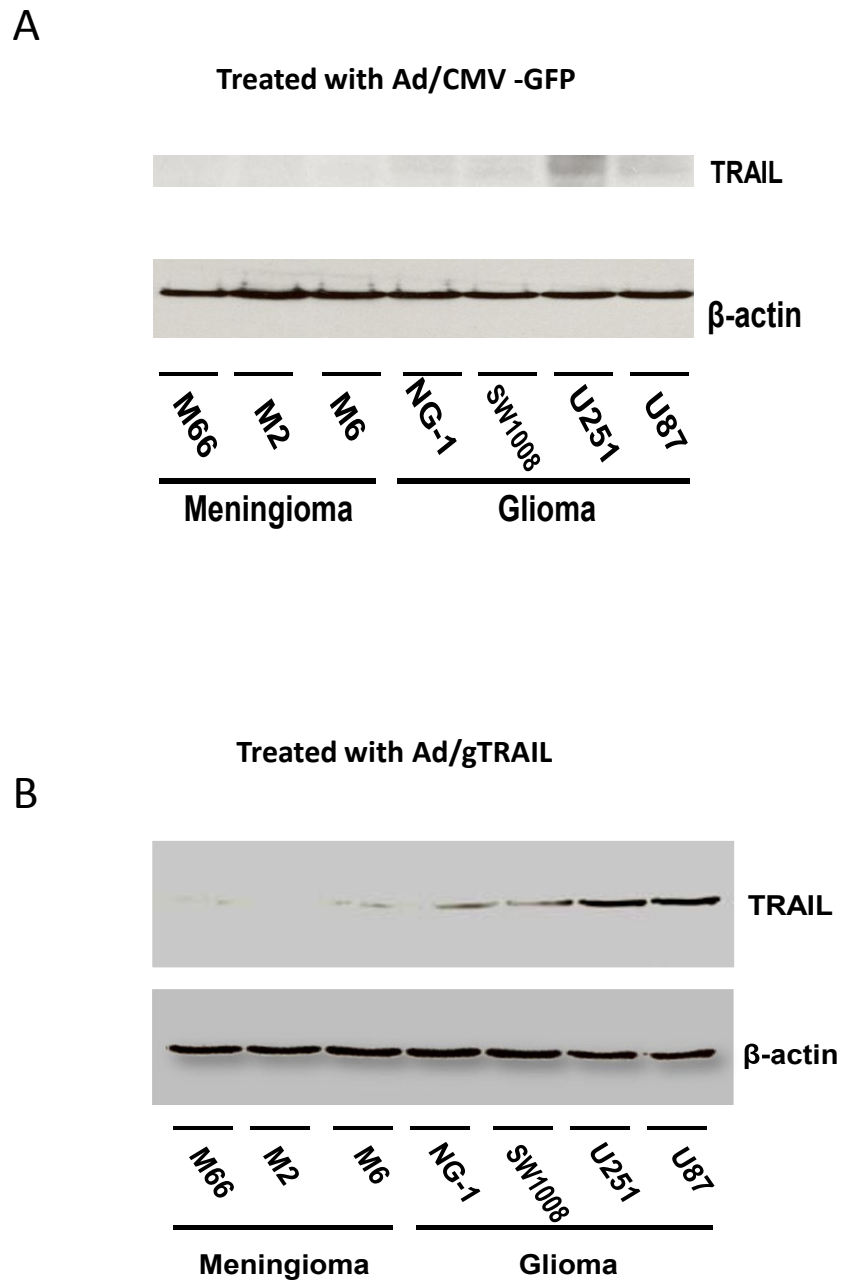 A
Treated with Ad/CMV -GFP
TRAIL
β-actin
M66 M2 M6 NG-1 SW1008 U251 U87
Meningioma Glioma
Treated with Ad/gTRAIL
B
TRAIL
β-actin
M66 M2 M6 NG-1 SW1008 U251 U87
Meningioma Glioma